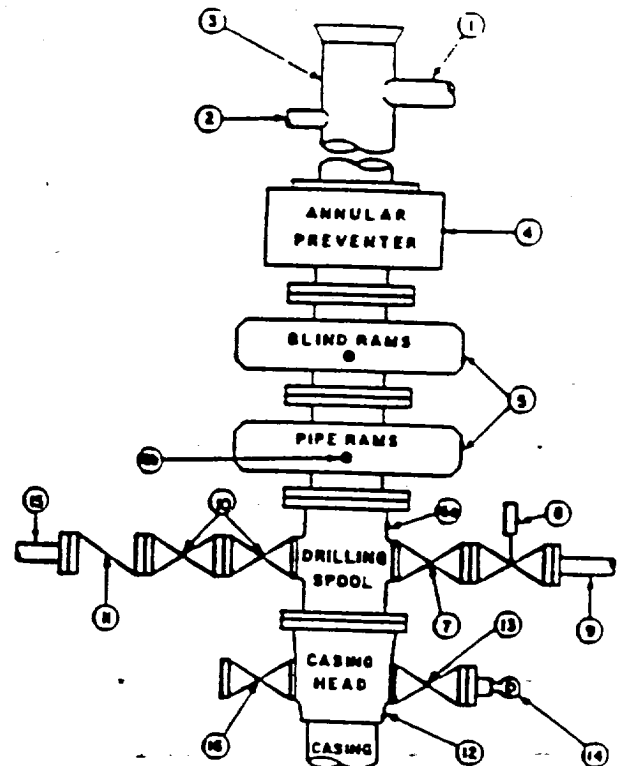 3
1
2
ANNULAR
PREVENTER
4
BLIND RAMS
5
PIPE RAMS
15
10
8
DRILLING
SPOOL
11
7
9
13
CASING
HEAD
16
12
14
CASING